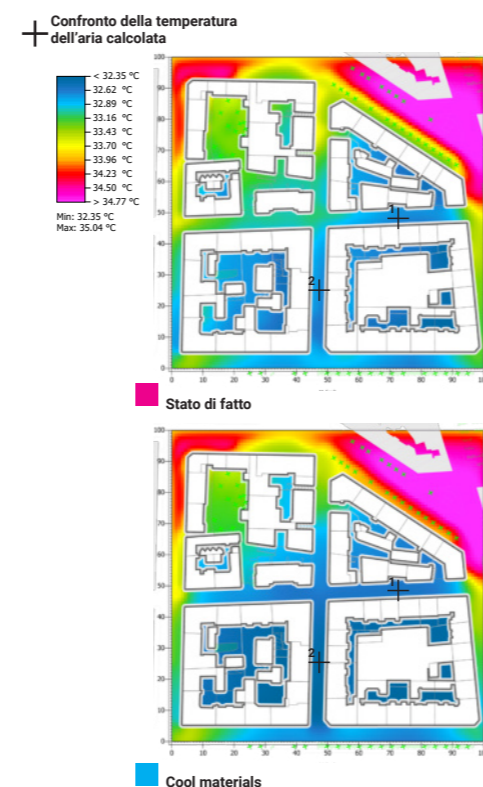 Confronto della temperatura
dell'aria calcolata
< 32.35 °C
32.62 °C
32.89 °C
33.16 °C
33.43 °C
33.70 °C
33.96 °C
34.23 °C
34.50 °C
> 34.77 °C
Min: 32.35 °C
Max: 35.04 °C
100
90
80
70
60
50
40
30
20
10
0
1
2
0 10 20 30 40 50 60 70 80 90
Stato di fatto
100
90
80
70
60
50
40
30
20
10
0
1
2
0 10 20 30 40 50 60 70 80 90
Cool materials